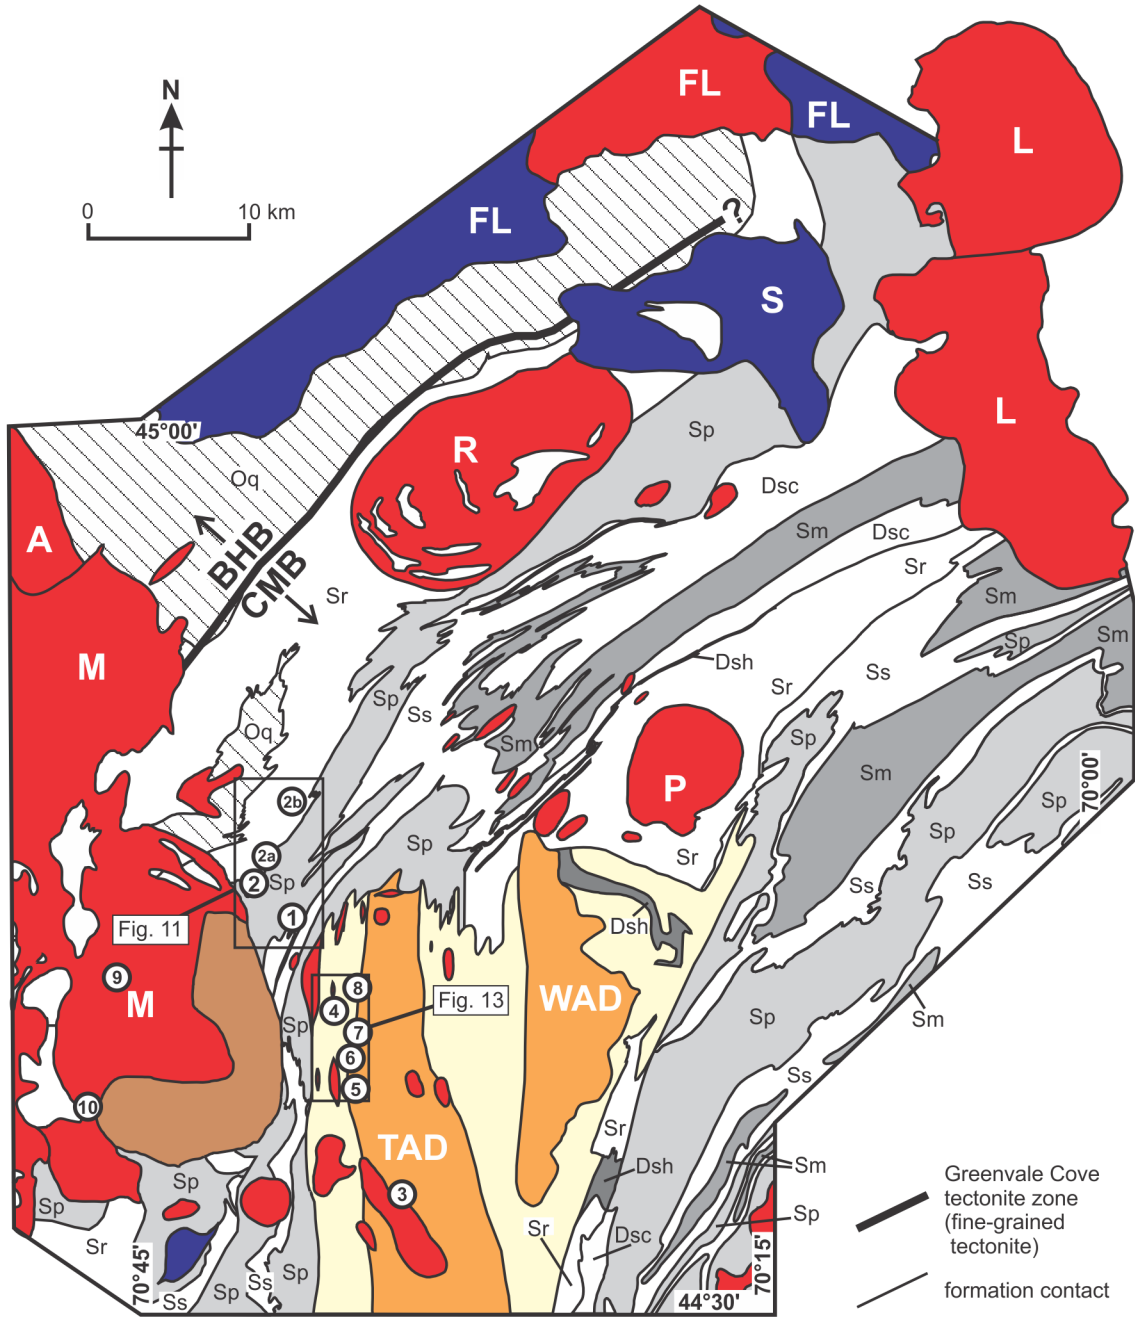 FL
L
FL
N
0 10 km
FL
?
S
L
45°00'
Sp
R
Oq
Dsc
A
Sm
Dsc
BHB
CMB
Sr
Sr
Sm
Sp
Sm
M
Dsh
Ss
Sr
Sp
Ss
Oq
Sp
Sm
Sm
70°00'
P
2b
Sp
Sp
Sp
2a
Sr
2
Sp
Ss
Ss
1
Fig. 11
Dsh
9
8
Fig. 13
WAD
M
4
Sp
7
Sp
Sm
6
5
Ss
10
Sr
TAD
Sm
Dsh
Sp
3
Sp
Sp
Sr
Dsc
Sr
Sp
Ss
Sp
Ss
70°45'
70°15'
44°30'
Greenvale Cove
tectonite zone
(fine-grained
tectonite)
formation contact